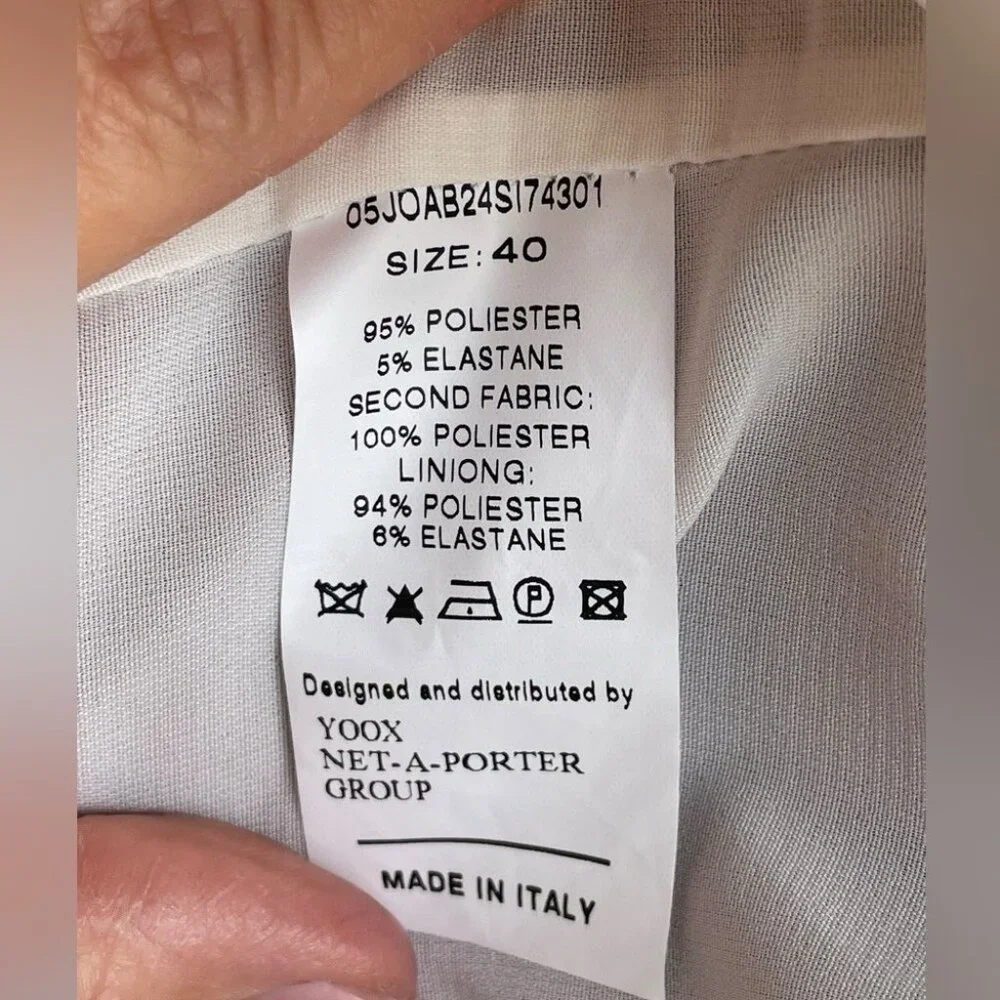 05JOAB24SI74301
SIZE: 40
95% POLIESTER
5% ELASTANE
SECOND FABRIC:
100% POLIESTER
LINIONG:
94% POLIESTER
6% ELASTANE
P
Designed and distributed by
YOOX
NET-A-PORTER
GROUP
MADE IN ITALY